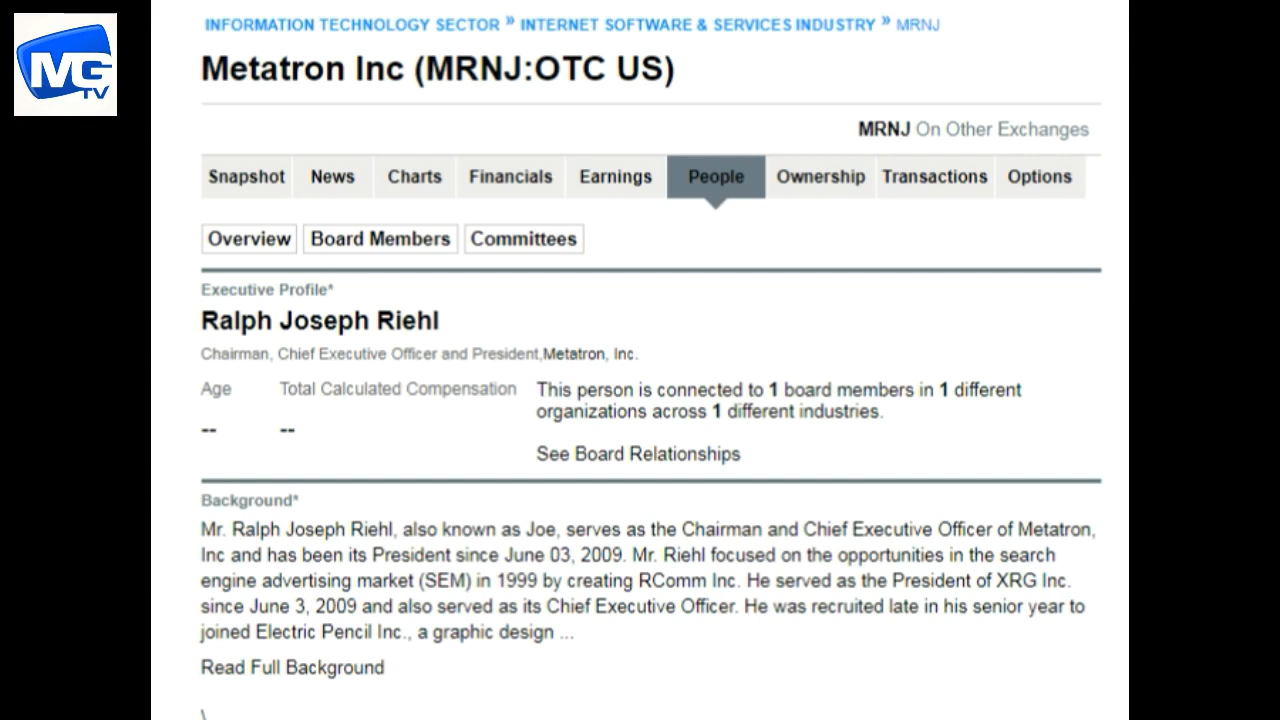 MG
TV
INFORMATION TECHNOLOGY SECTOR » INTERNET SOFTWARE & SERVICES INDUSTRY » MRNJ
Metatron Inc (MRNJ:OTC US)
MRNJ On Other Exchanges
Snapshot News Charts Financials Earnings People Ownership Transactions Options
Overview Board Members Committees
Executive Profile*
Ralph Joseph Riehl
Chairman, Chief Executive Officer and President,Metatron, Inc.
Age Total Calculated Compensation This person is connected to 1 board members in 1 different
organizations across 1 different industries.
-- --
See Board Relationships
Background*
Mr. Ralph Joseph Riehl, also known as Joe, serves as the Chairman and Chief Executive Officer of Metatron,
Inc and has been its President since June 03, 2009. Mr. Riehl focused on the opportunities in the search
engine advertising market (SEM) in 1999 by creating RComm Inc. He served as the President of XRG Inc.
since June 3, 2009 and also served as its Chief Executive Officer. He was recruited late in his senior year to
joined Electric Pencil Inc., a graphic design ...
Read Full Background
\